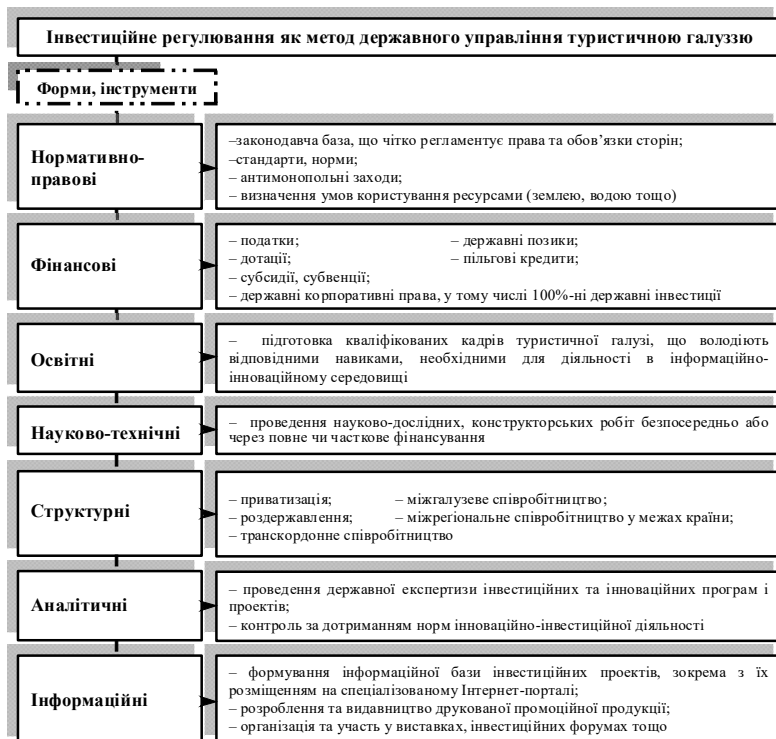 Інвестиційне регулювання як метод державного управління туристичною галуззю
Форми, інструменти
Нормативно-
правові
–законодавча база, що чітко регламентує права та обов’язки сторін;
–стандарти, норми;
– антимонопольні заходи;
– визначення умов користування ресурсами (землею, водою тощо)
Фінансові
– податки; – державні позики;
– дотації; – пільгові кредити;
– субсидії, субвенції;
– державні корпоративні права, у тому числі 100%-ні державні інвестиції
Освітні
– підготовка кваліфікованих кадрів туристичної галузі, що володіють
відповідними навиками, необхідними для діяльності в інформаційно-
інноваційному середовищі
Науково-технічні
– проведення науково-дослідних, конструкторських робіт безпосередньо або
через повне чи часткове фінансування
Структурні
– приватизація; – міжгалузеве співробітництво;
– роздержавлення; – міжрегіональне співробітництво у межах країни;
– транскордонне співробітництво
Аналітичні
– проведення державної експертизи інвестиційних та інноваційних програм і
проектів;
– контроль за дотриманням норм інноваційно-інвестиційної діяльності
Інформаційні
– формування інформаційної бази інвестиційних проектів, зокрема з їх
розміщенням на спеціалізованому Інтернет-порталі;
– розроблення та видавництво друкованої промоційної продукції;
– організація та участь у виставках, інвестиційних форумах тощо